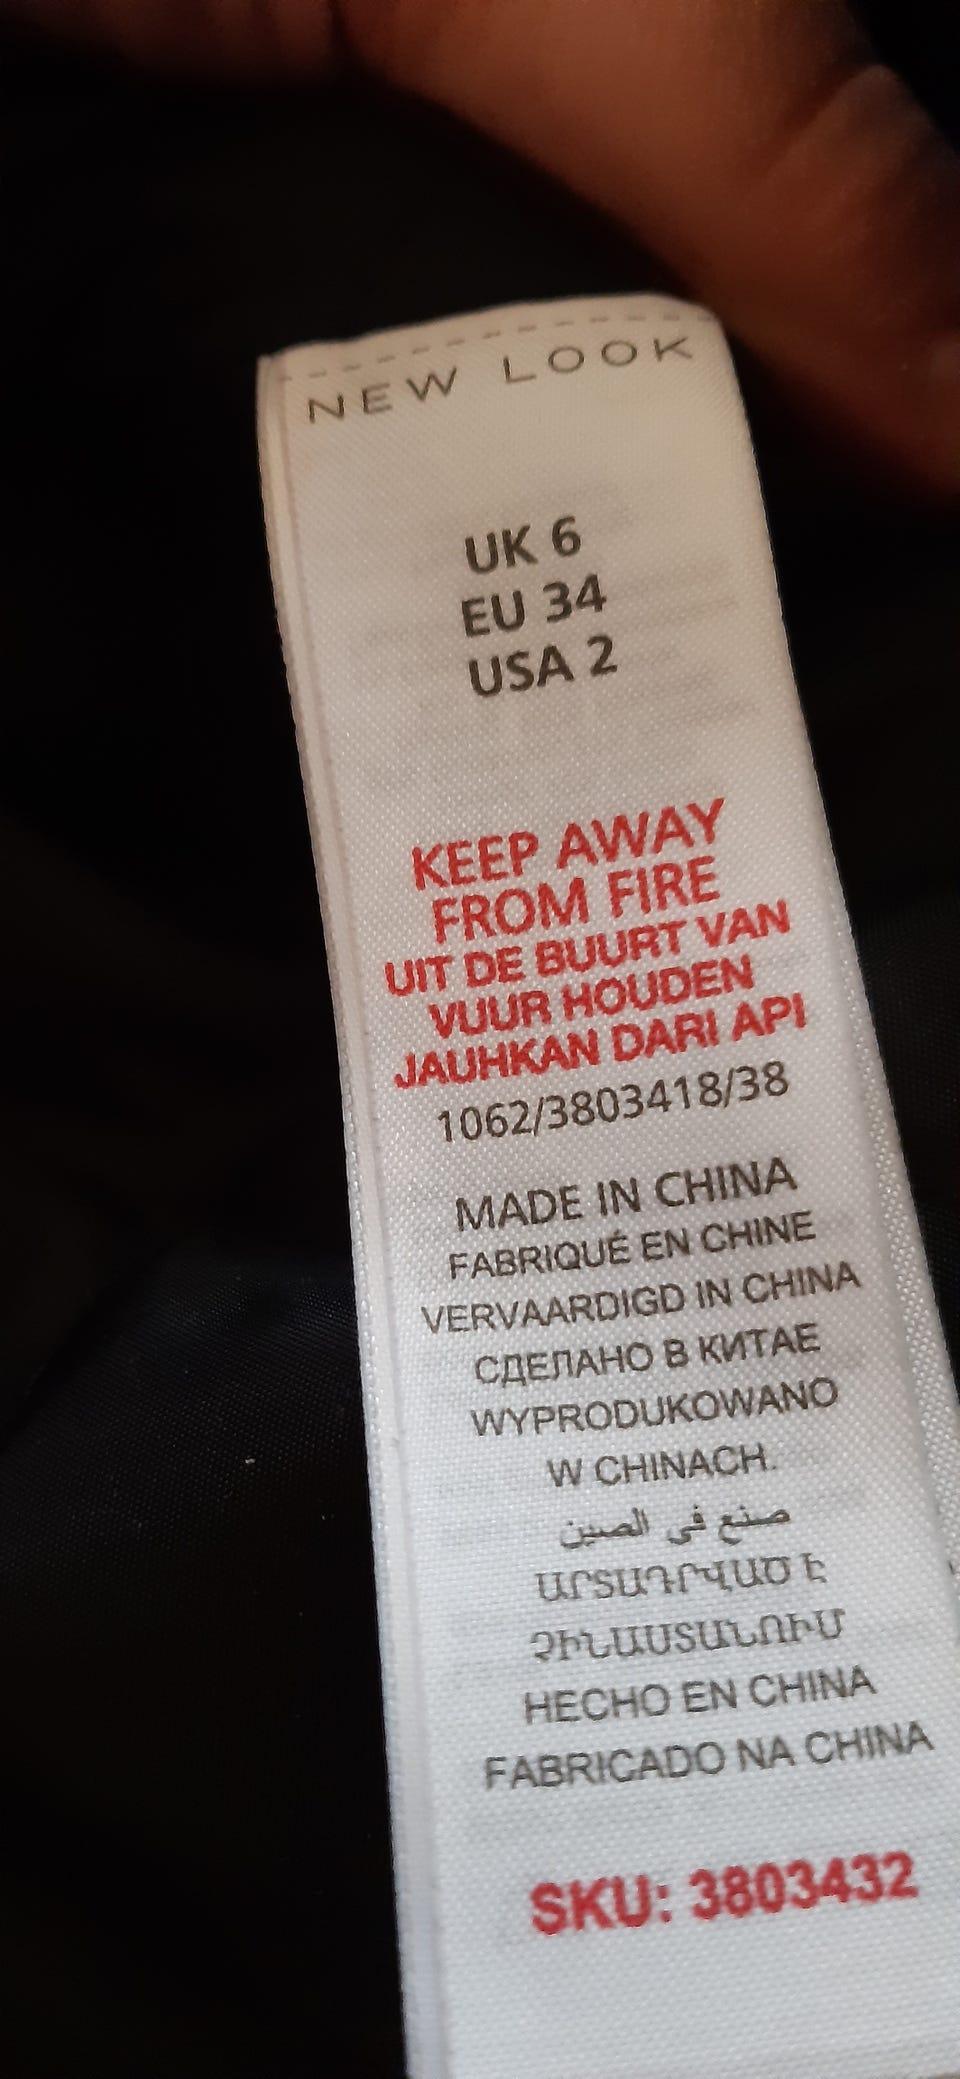 NEW LOOK
UK 6
EU 34
USA 2
KEEP AWAY
FROM FIRE
UIT DE BUURT VAN
VUUR HOUDEN
JAUHKAN DARI API
1062/3803418/38
MADE IN CHINA
FABRIQUÉ EN CHINE
VERVAARDIGD IN CHINA
СДЕЛАНО В КИТАЕ
WYPRODUKOWANO
W CHINACH.
صنع في الصين
ԱՐՏԱԴՐՎԱԾ Է
ՉԻՆԱՍՏԱՆՈՒՄ
HECHO EN CHINA
FABRICADO NA CHINA
SKU: 3803432